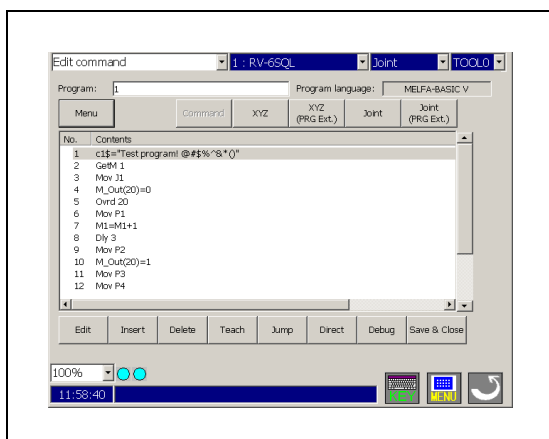 Edit command 1 : RV-6SQL Joint TOOL0
Program: 1 Program language: MELFA-BASIC V
Menu Command XYZ XYZ (PRG Ext.) Joint Joint (PRG Ext.)
No. Contents
1 c1$="Test program! @#$%^&*()"
2 GetM 1
3 Mov J1
4 M_Out(20)=0
5 Ovrd 20
6 Mov P1
7 M1=M1+1
8 Dly 3
9 Mov P2
10 M_Out(20)=1
11 Mov P3
12 Mov P4
Edit Insert Delete Teach Jump Direct Debug Save & Close
100%
11:58:40
KEY MENU